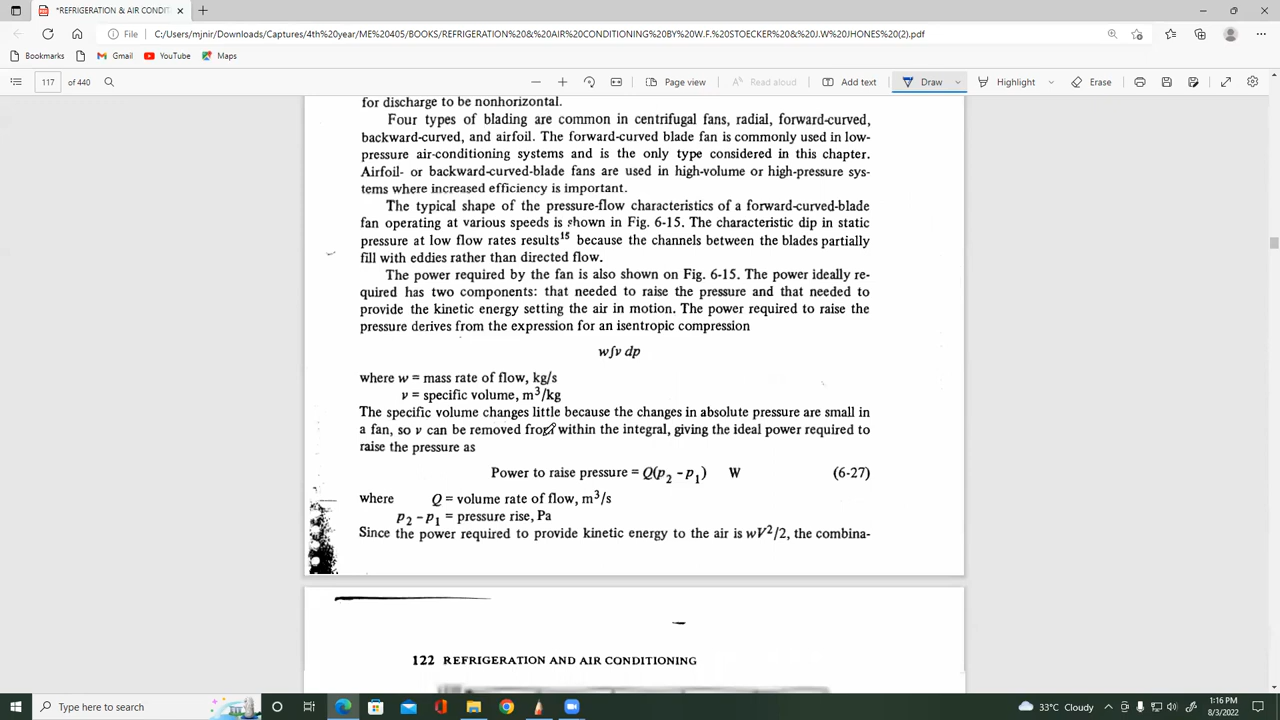 *REFRIGERATION & AIR CONDIT
File
C:/Users/mjnir/Downloads/Captures/4th%20year/ME%20405/BOOKS/REFRIGERATION%20&%20AIR%20CONDITIONING%20BY%20W.F.%20STOECKER%20&%20J.W%20JHONES%20(2).pdf
Bookmarks Gmail YouTube Maps
117 of 440 Page view Read aloud Add text Draw Highlight Erase
for discharge to be nonhorizontal.
Four types of blading are common in centrifugal fans, radial, forward-curved,
backward-curved, and airfoil. The forward-curved blade fan is commonly used in low-
pressure air-conditioning systems and is the only type considered in this chapter.
Airfoil- or backward-curved-blade fans are used in high-volume or high-pressure sys-
tems where increased efficiency is important.
The typical shape of the pressure-flow characteristics of a forward-curved-blade
fan operating at various speeds is shown in Fig. 6-15. The characteristic dip in static
pressure at low flow rates results15 because the channels between the blades partially
fill with eddies rather than directed flow.
The power required by the fan is also shown on Fig. 6-15. The power ideally re-
quired has two components: that needed to raise the pressure and that needed to
provide the kinetic energy setting the air in motion. The power required to raise the
pressure derives from the expression for an isentropic compression
w∫ν dp
where w = mass rate of flow, kg/s
ν = specific volume, m³/kg
The specific volume changes little because the changes in absolute pressure are small in
a fan, so ν can be removed from within the integral, giving the ideal power required to
raise the pressure as
Power to raise pressure = Q(p₂ - p₁) W (6-27)
where Q = volume rate of flow, m³/s
p₂ - p₁ = pressure rise, Pa
Since the power required to provide kinetic energy to the air is wV²/2, the combina-
122 REFRIGERATION AND AIR CONDITIONING
Type here to search
33°C Cloudy
1:16 PM
8/3/2022